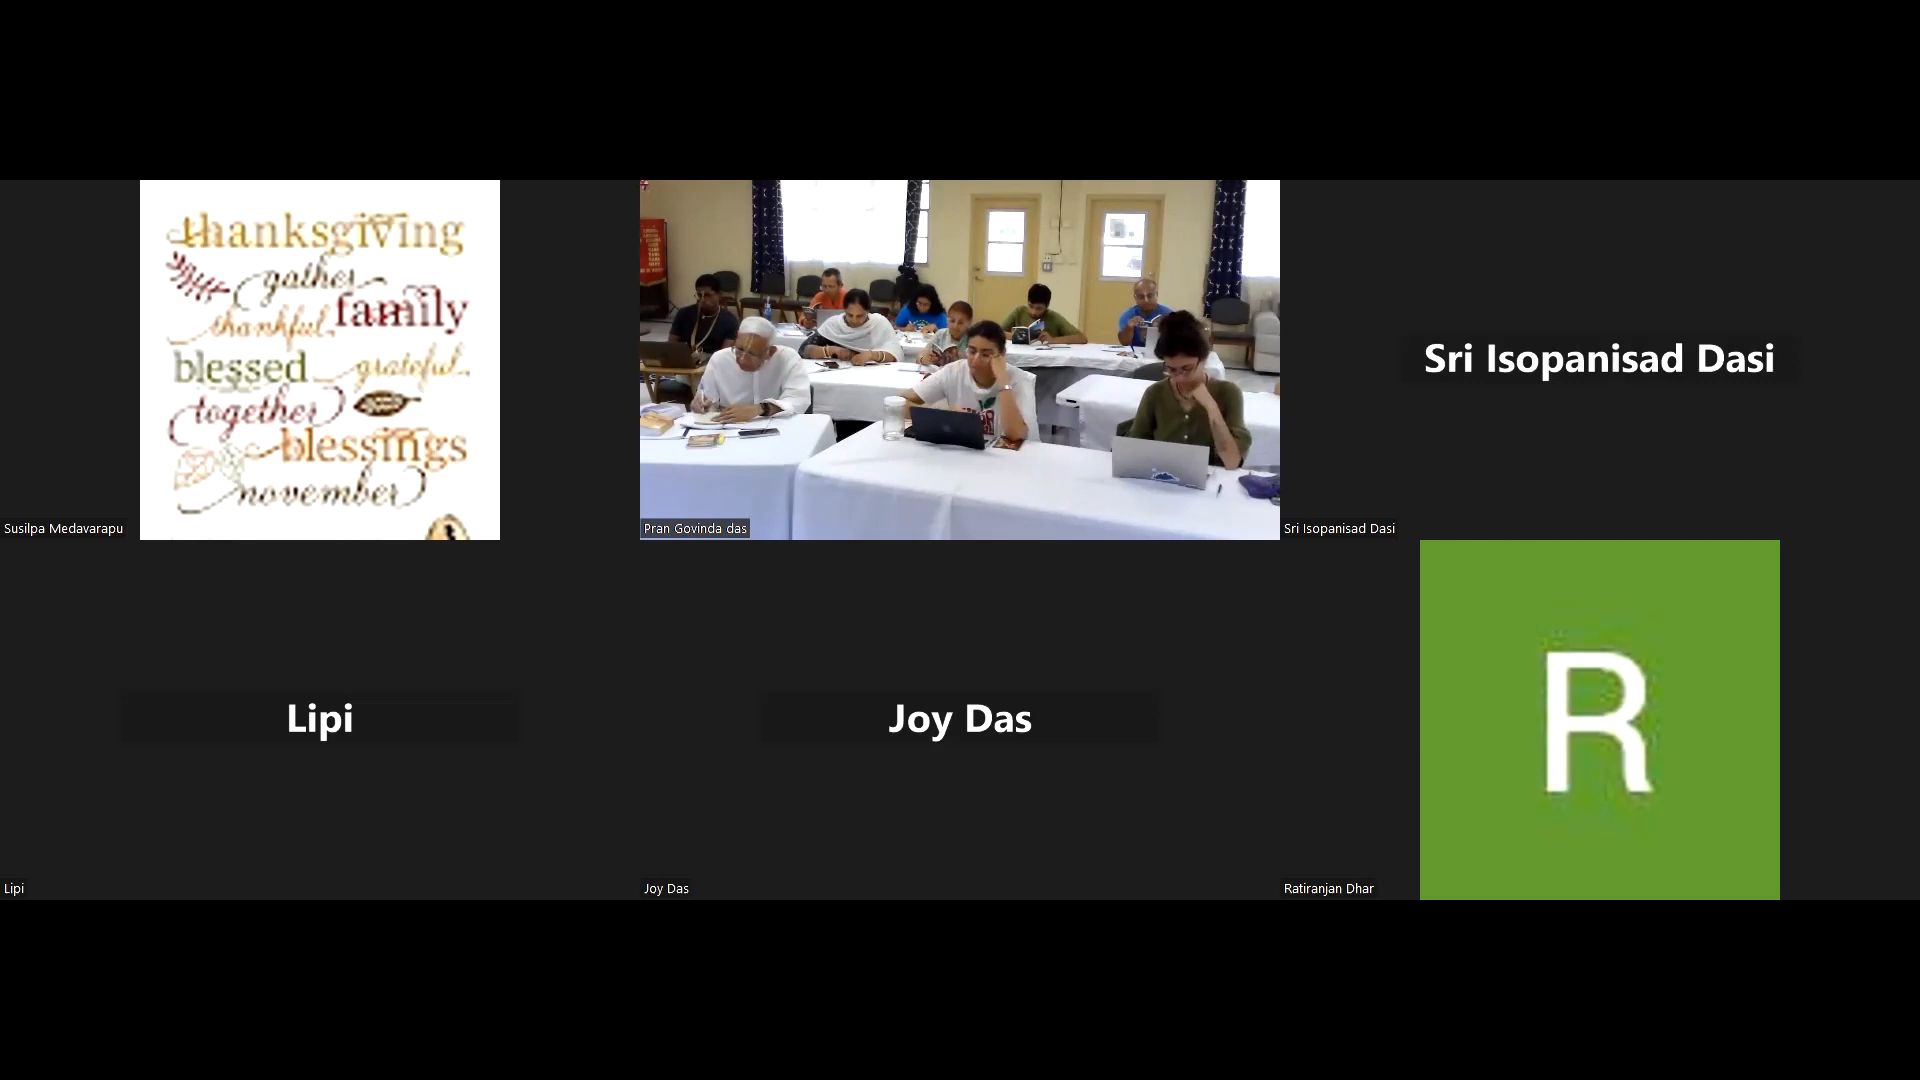 thanksgiving
gather
family
thankful
blessed
grateful
together
blessings
november
Susilpa Medavarapu
Pran Govinda das
Sri Isopanisad Dasi
Sri Isopanisad Dasi
Lipi
Lipi
Joy Das
Joy Das
R
Ratiranjan Dhar